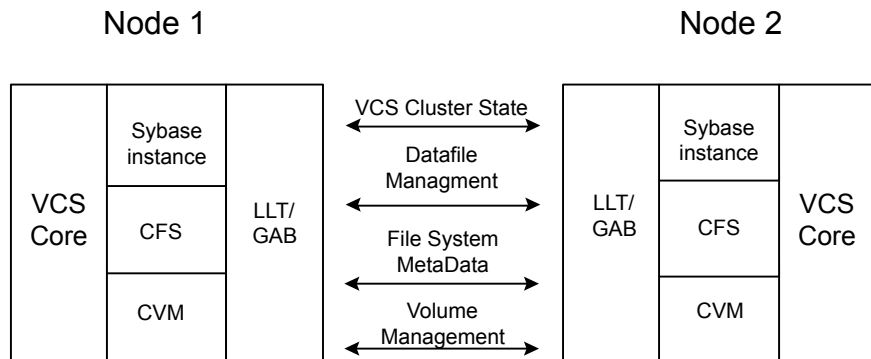 Node 1
Node 2
VCS
Core
Sybase
instance
CFS
CVM
LLT/
GAB
VCS Cluster State
Datafile
Managment
File System
MetaData
Volume
Management
LLT/
GAB
Sybase
instance
CFS
CVM
VCS
Core